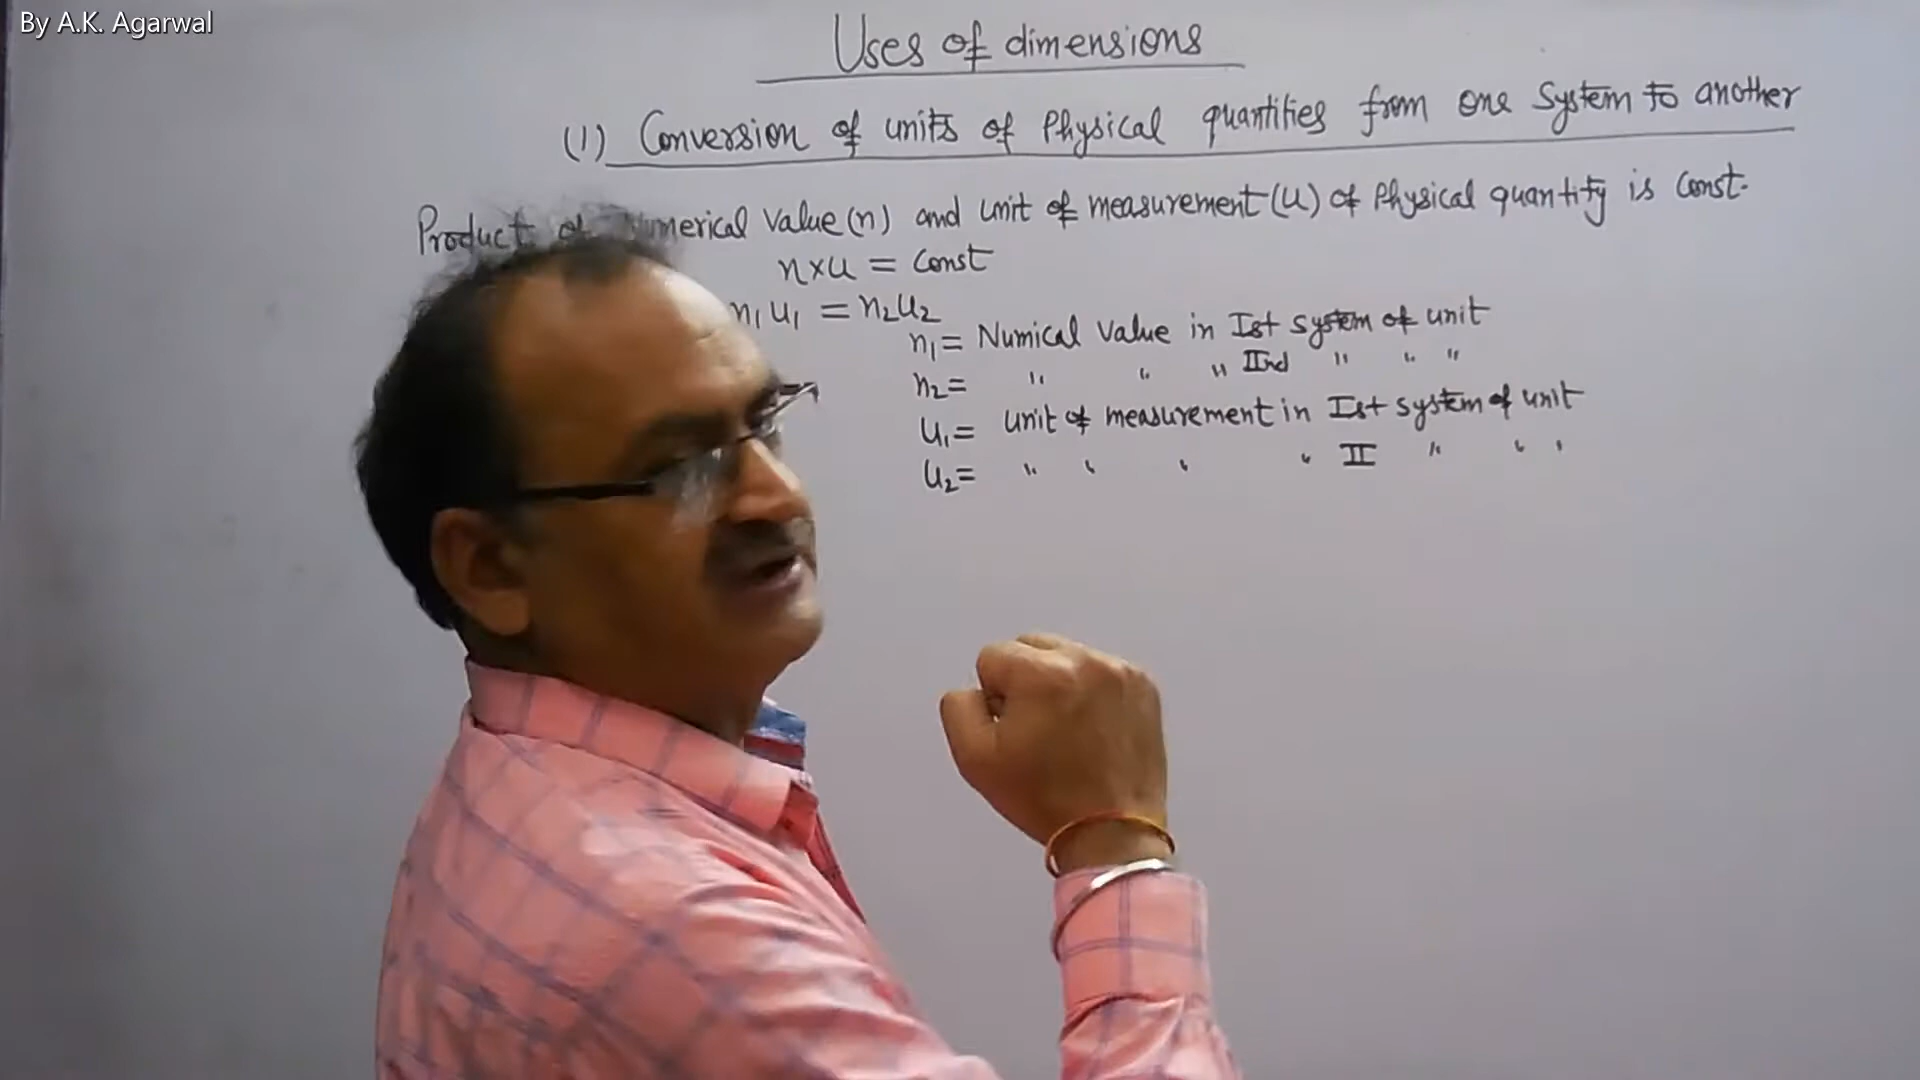 By A.K. Agarwal
Uses of dimensions
(1) Conversion of units of Physical quantities from one System to another
Product of Numerical Value (n) and unit of measurement (u) of Physical quantity is Const.
n×u = Const
n₁u₁ = n₂u₂
n₁ = Numical Value in Ist system of unit
n₂ = " " " IInd " " "
u₁ = unit of measurement in Ist system of unit
u₂ = " " " " II " " "